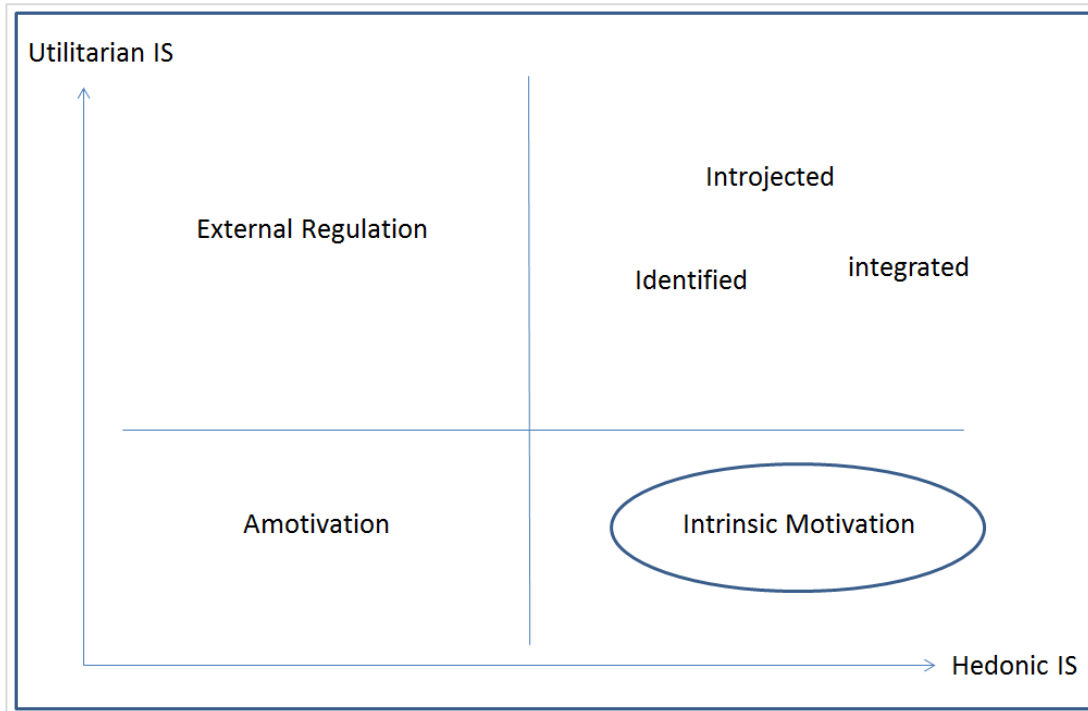 Utilitarian IS
Introjected
External Regulation
Identified
integrated
Amotivation
Intrinsic Motivation
Hedonic IS